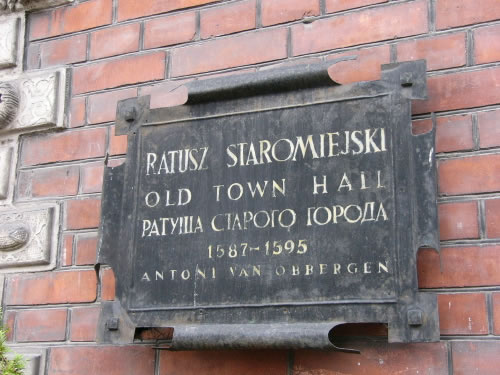 RATUSZ STAROMIEJSKI
OLD TOWN HALL
РАТУША СТАРОГО ГОРОДА
1587-1595
ANTONI VAN OBBERGEN